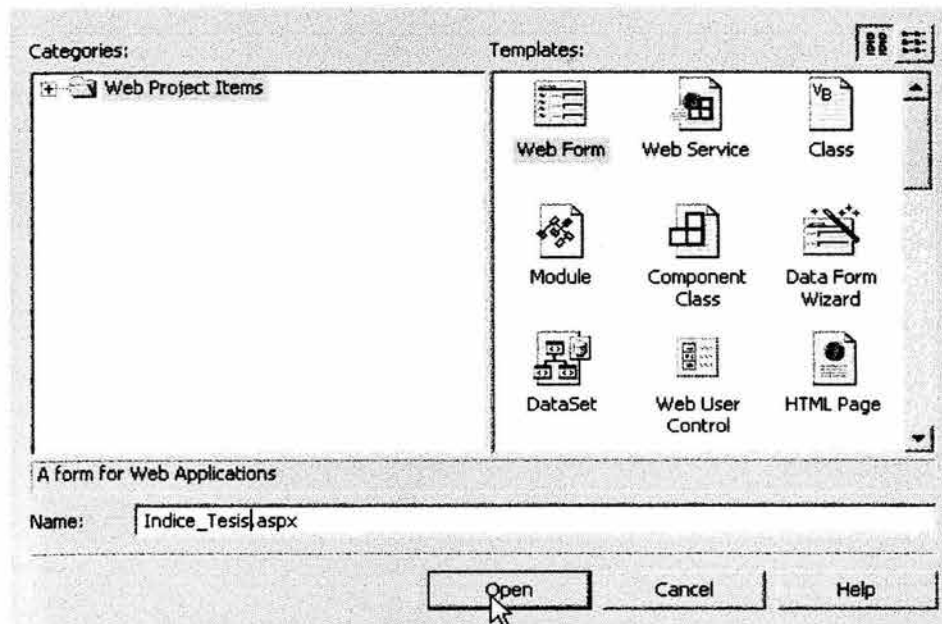 Categories:
Templates:
Web Project Items
Web Form
Web Service
VB
Class
Module
Component
Class
Data Form
Wizard
DataSet
Web User
Control
HTML Page
A form for Web Applications
Name:
Indice_Tesis.aspx
Open
Cancel
Help